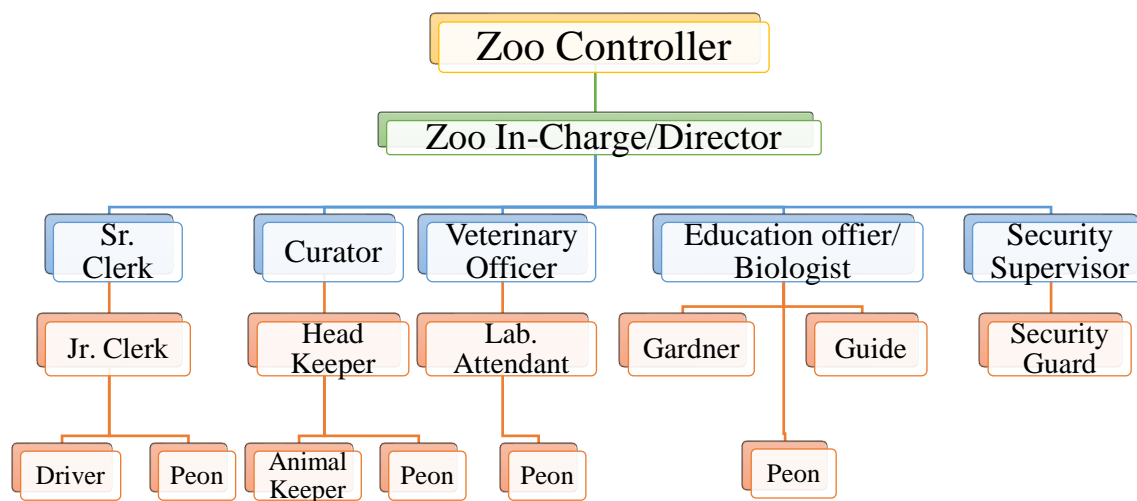 Zoo Controller
Zoo In-Charge/Director
Sr.
Clerk
Curator
Veterinary
Officer
Education offier/
Biologist
Security
Supervisor
Jr. Clerk
Head
Keeper
Lab.
Attendant
Gardner
Guide
Security
Guard
Driver
Peon
Animal
Keeper
Peon
Peon
Peon